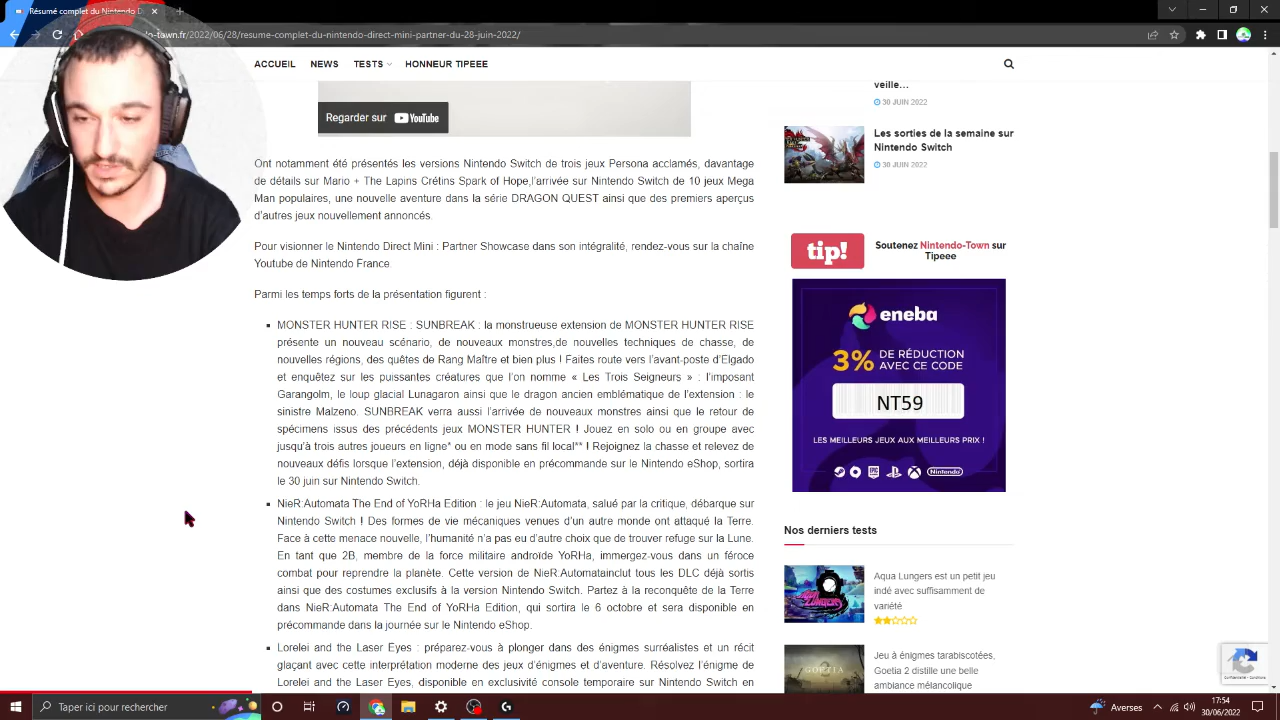 Résumé complet du Nintendo D
do-town.fr/2022/06/28/resume-complet-du-nintendo-direct-mini-partner-du-28-juin-2022/
ACCUEIL NEWS TESTS HONNEUR TIPEEE
Regarder sur YouTube
Ont notamment été présentés les versions Nintendo Switch de trois jeux Persona acclamés, davantage
de détails sur Mario + The Lapins Crétins Spark of Hope,l'arrivée sur Nintendo Switch de 10 jeux Mega
Man populaires, une nouvelle aventure dans la série DRAGON QUEST ainsi que des premiers aperçus
d'autres jeux nouvellement annoncés.
Pour visionner le Nintendo Direct Mini : Partner Showcase dans son intégralité, rendez-vous sur la chaîne
Youtube de Nintendo France.
Parmi les temps forts de la présentation figurent :
▪ MONSTER HUNTER RISE : SUNBREAK : la monstrueuse extension de MONSTER HUNTER RISE
présente un nouveau scénario, de nouveaux monstres,de nouvelles techniques de chasse, de
nouvelles régions, des quêtes de Rang Maître et bien plus ! Faites route vers l'avant-poste d'Elgado
et enquêtez sur les puissantes créatures que l'on nomme « Les Trois Seigneurs » : l'imposant
Garangolm, le loup glacial Lunagaron ainsi que le dragon ancien emblématique de l'extension : le
sinistre Malzeno. SUNBREAK verra aussi l'arrivée de nouveaux monstres ainsi que le retour de
spécimens issus des précédents jeux MONSTER HUNTER ! Jouez en solo ou en groupe avec
jusqu'à trois autres joueurs en ligne* ou en mode sans fil local** ! Rejoignez la chasse et relevez de
nouveaux défis lorsque l'extension, déjà disponible en précommande sur le Nintendo eShop, sortira
le 30 juin sur Nintendo Switch.
▪ NieR:Automata The End of YoRHa Edition : le jeu NieR:Automata, salué par la critique, débarque sur
Nintendo Switch ! Des formes de vie mécaniques venues d'un autre monde ont attaqué la Terre.
Face à cette menace nouvelle, l'humanité n'a pas eu d'autre choix que de trouver refuge sur la Lune.
En tant que 2B, membre de la force militaire androïde YoRHa, immergez-vous dans un féroce
combat pour reprendre la planète. Cette version de NieR:Automatainclut tous les DLC déjà sortis
ainsi que des costumes exclusifs à la version Nintendo Switch. Partez à la reconquête de la Terre
dans NieR:Automata The End of YoRHa Edition, qui sortira le 6 octobre et sera disponible en
précommande dans la journée sur le Nintendo eShop.
▪ Lorelei and the Laser Eyes : préparez-vous à plonger dans des énigmes surréalistes et un récit
glaçant avec cette interprétation moderne des jeux d'énigmes et d'aventure. Résolvez l'énigme de
Lorelei and the Laser Eyes, disponible en exclusivité console temporaire sur Nintendo Switch en
veille...
30 JUIN 2022
Les sorties de la semaine sur
Nintendo Switch
30 JUIN 2022
tip!
Soutenez Nintendo-Town sur
Tipeee
eneba
3% DE RÉDUCTION
AVEC CE CODE
NT59
LES MEILLEURS JEUX AUX MEILLEURS PRIX !
Nintendo
Nos derniers tests
Aqua Lungers est un petit jeu
indé avec suffisamment de
variété
GOETIA
Jeu à énigmes tarabiscotées,
Goetia 2 distille une belle
ambiance mélancolique
Taper ici pour rechercher
Averses
17:54
30/06/2022